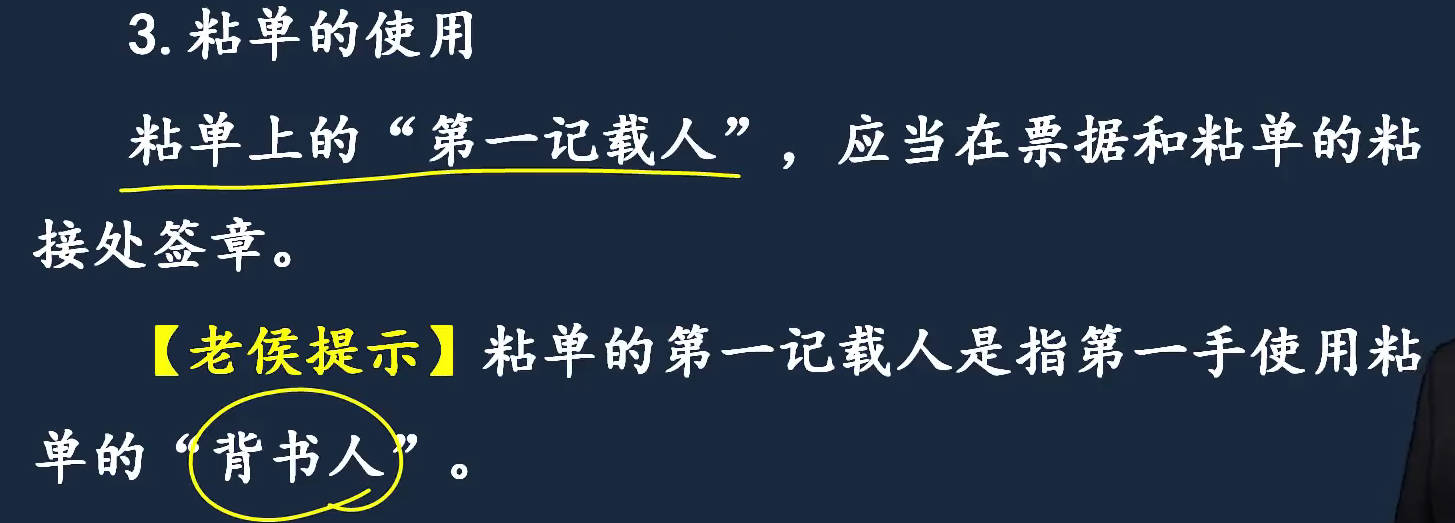 3.粘单的使用
粘单上的“第一记载人”，应当在票据和粘单的粘
接处签章。
【老侯提示】粘单的第一记载人是指第一手使用粘
单的“背书人”。